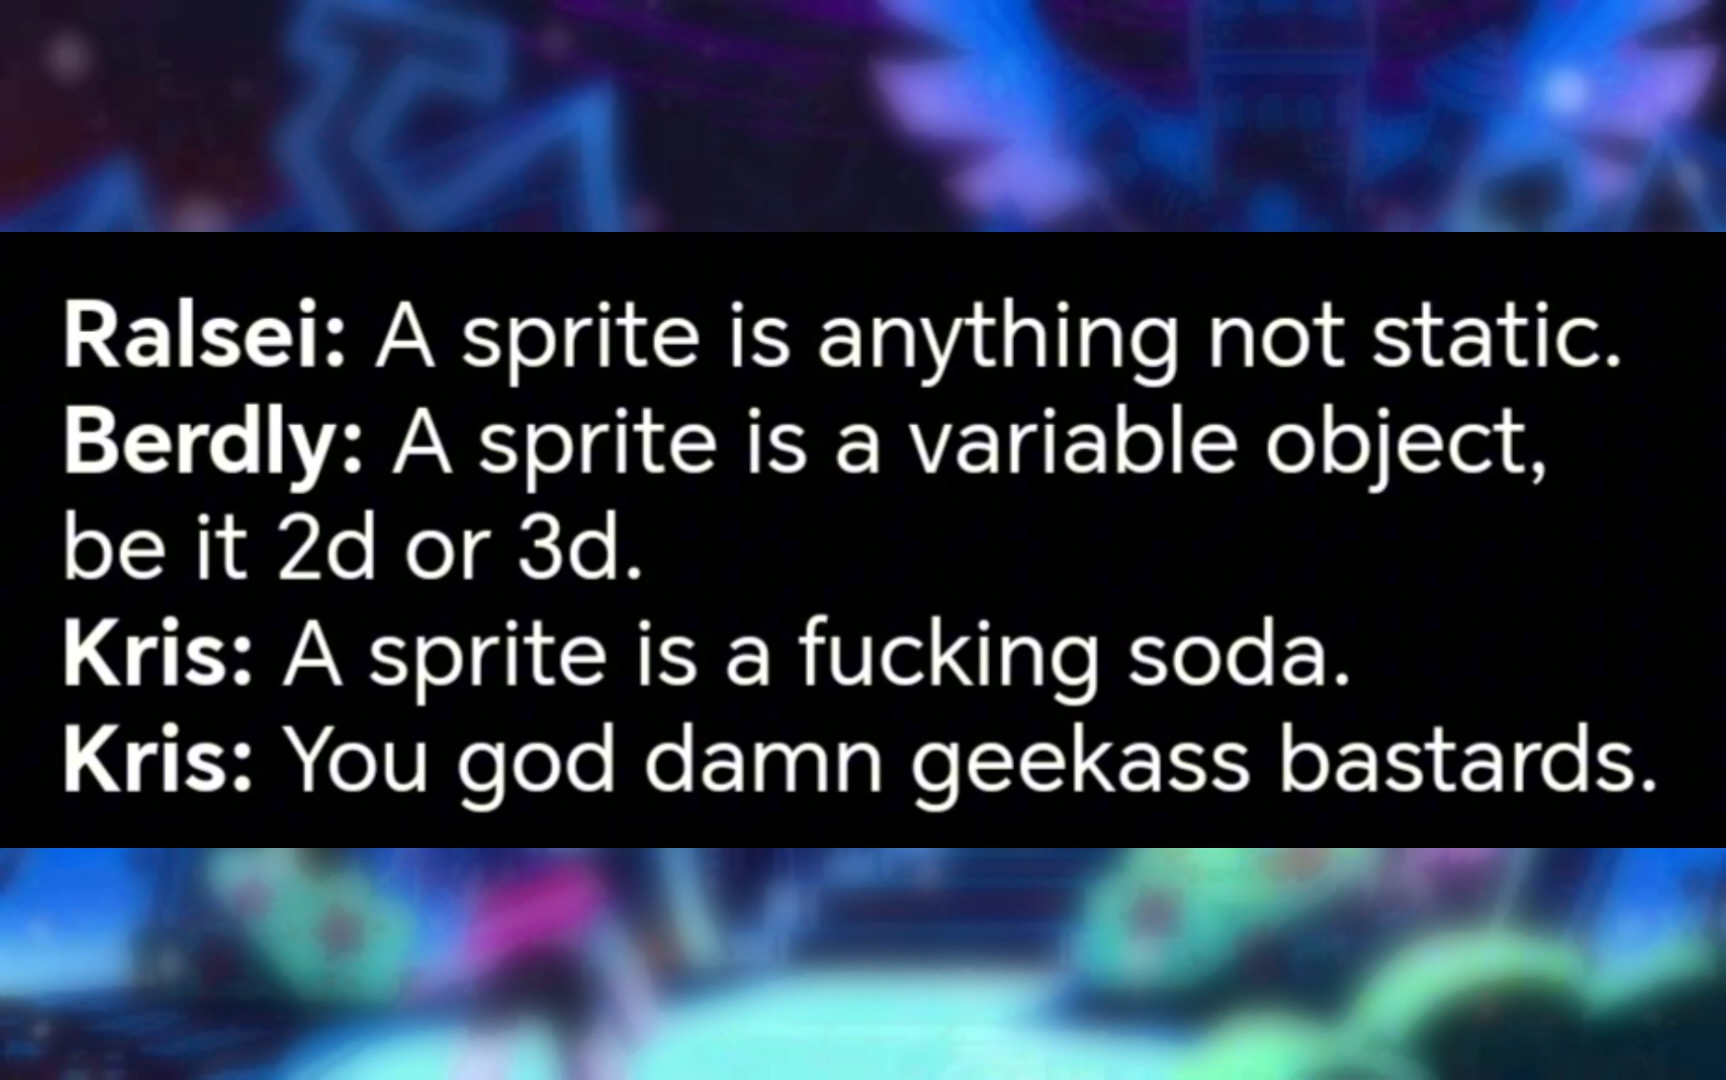 Ralsei: A sprite is anything not static.
Berdly: A sprite is a variable object,
be it 2d or 3d.
Kris: A sprite is a fucking soda.
Kris: You god damn geekass bastards.